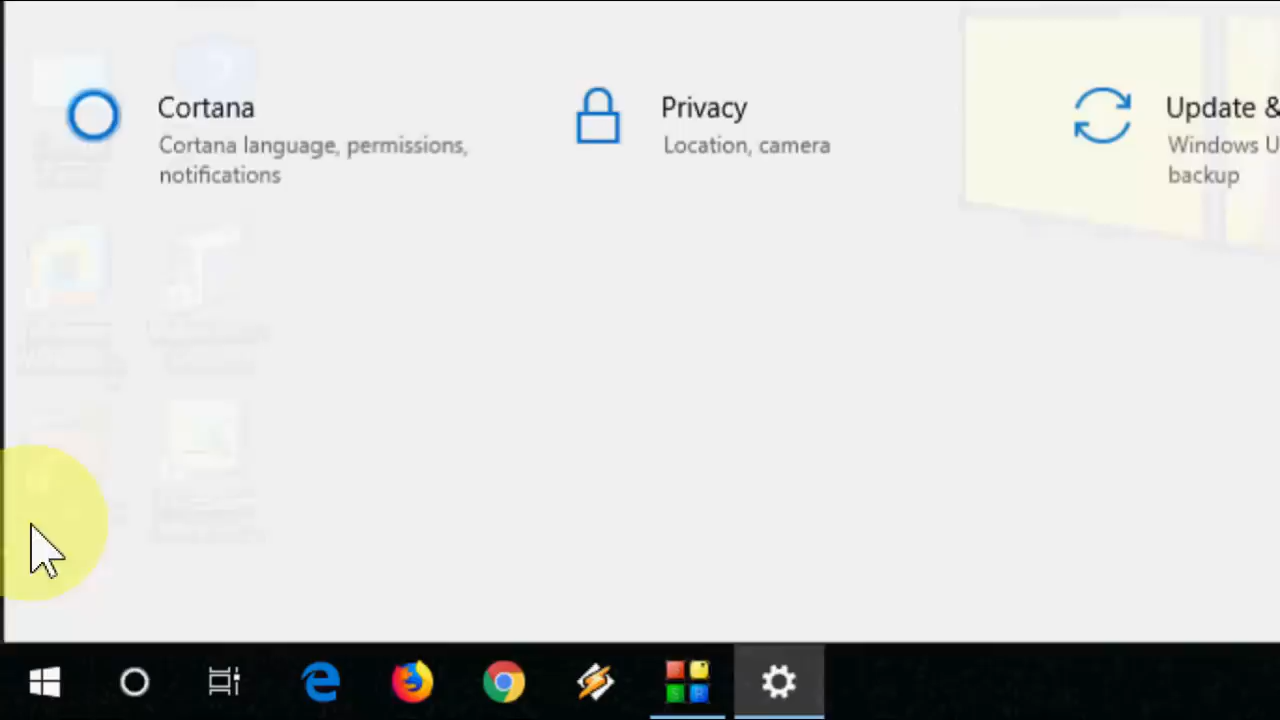 Cortana
Cortana language, permissions,
notifications
Privacy
Location, camera
Update &
Windows U
backup